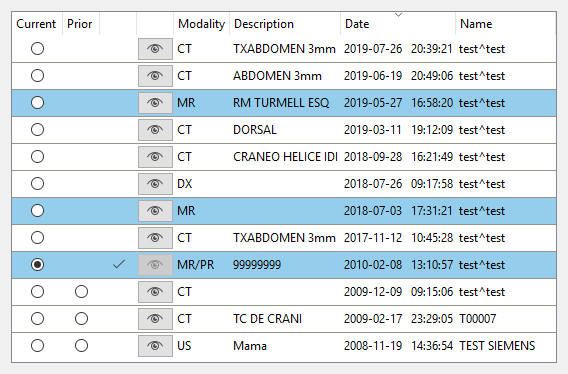 Current Prior Modality Description Date Name
CT TXABDOMEN 3mm 2019-07-26 20:39:21 test^test
CT ABDOMEN 3mm 2019-06-19 20:49:06 test^test
MR RM TURMELL ESQ 2019-05-27 16:58:20 test^test
CT DORSAL 2019-03-11 19:12:09 test^test
CT CRANEO HELICE IDI 2018-09-28 16:21:49 test^test
DX 2018-07-26 09:17:58 test^test
MR 2018-07-03 17:31:21 test^test
CT TXABDOMEN 3mm 2017-11-12 10:45:28 test^test
MR/PR 99999999 2010-02-08 13:10:57 test^test
CT 2009-12-09 09:15:06 test^test
CT TC DE CRANI 2009-02-17 23:29:05 T00007
US Mama 2008-11-19 14:36:54 TEST SIEMENS